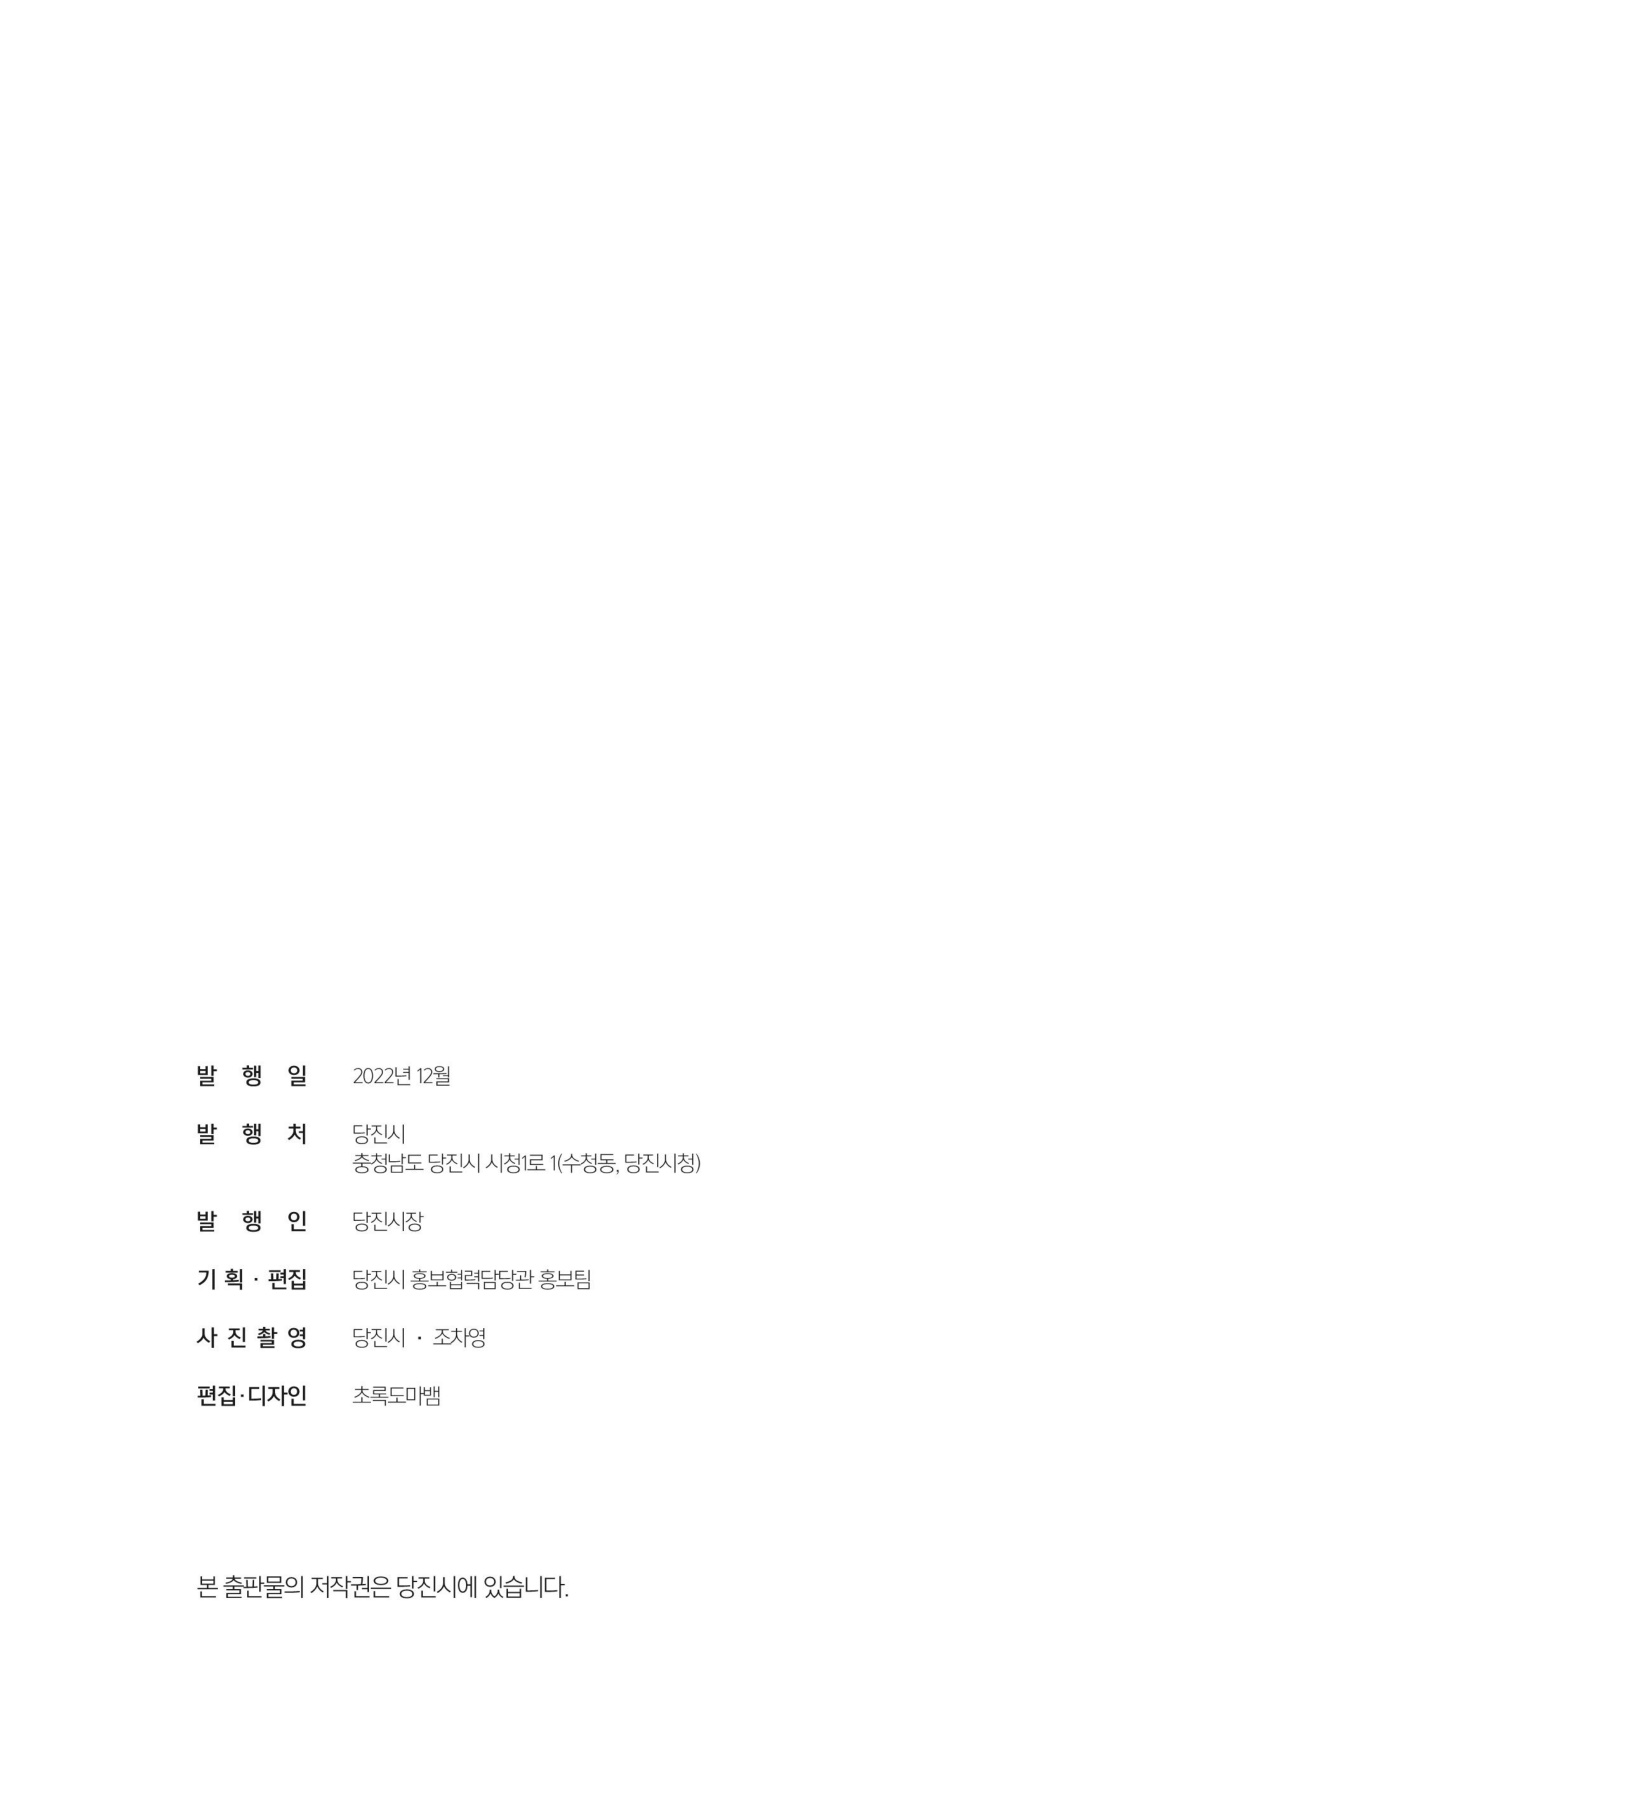 발 행 일 2022년 12월
발 행 처 당진시
충청남도 당진시 시청1로 1(수청동, 당진시청)
발 행 인 당진시장
기 획 · 편집 당진시 홍보협력담당관 홍보팀
사 진 촬 영 당진시 · 조차영
편집·디자인 초록도마뱀
본 출판물의 저작권은 당진시에 있습니다.